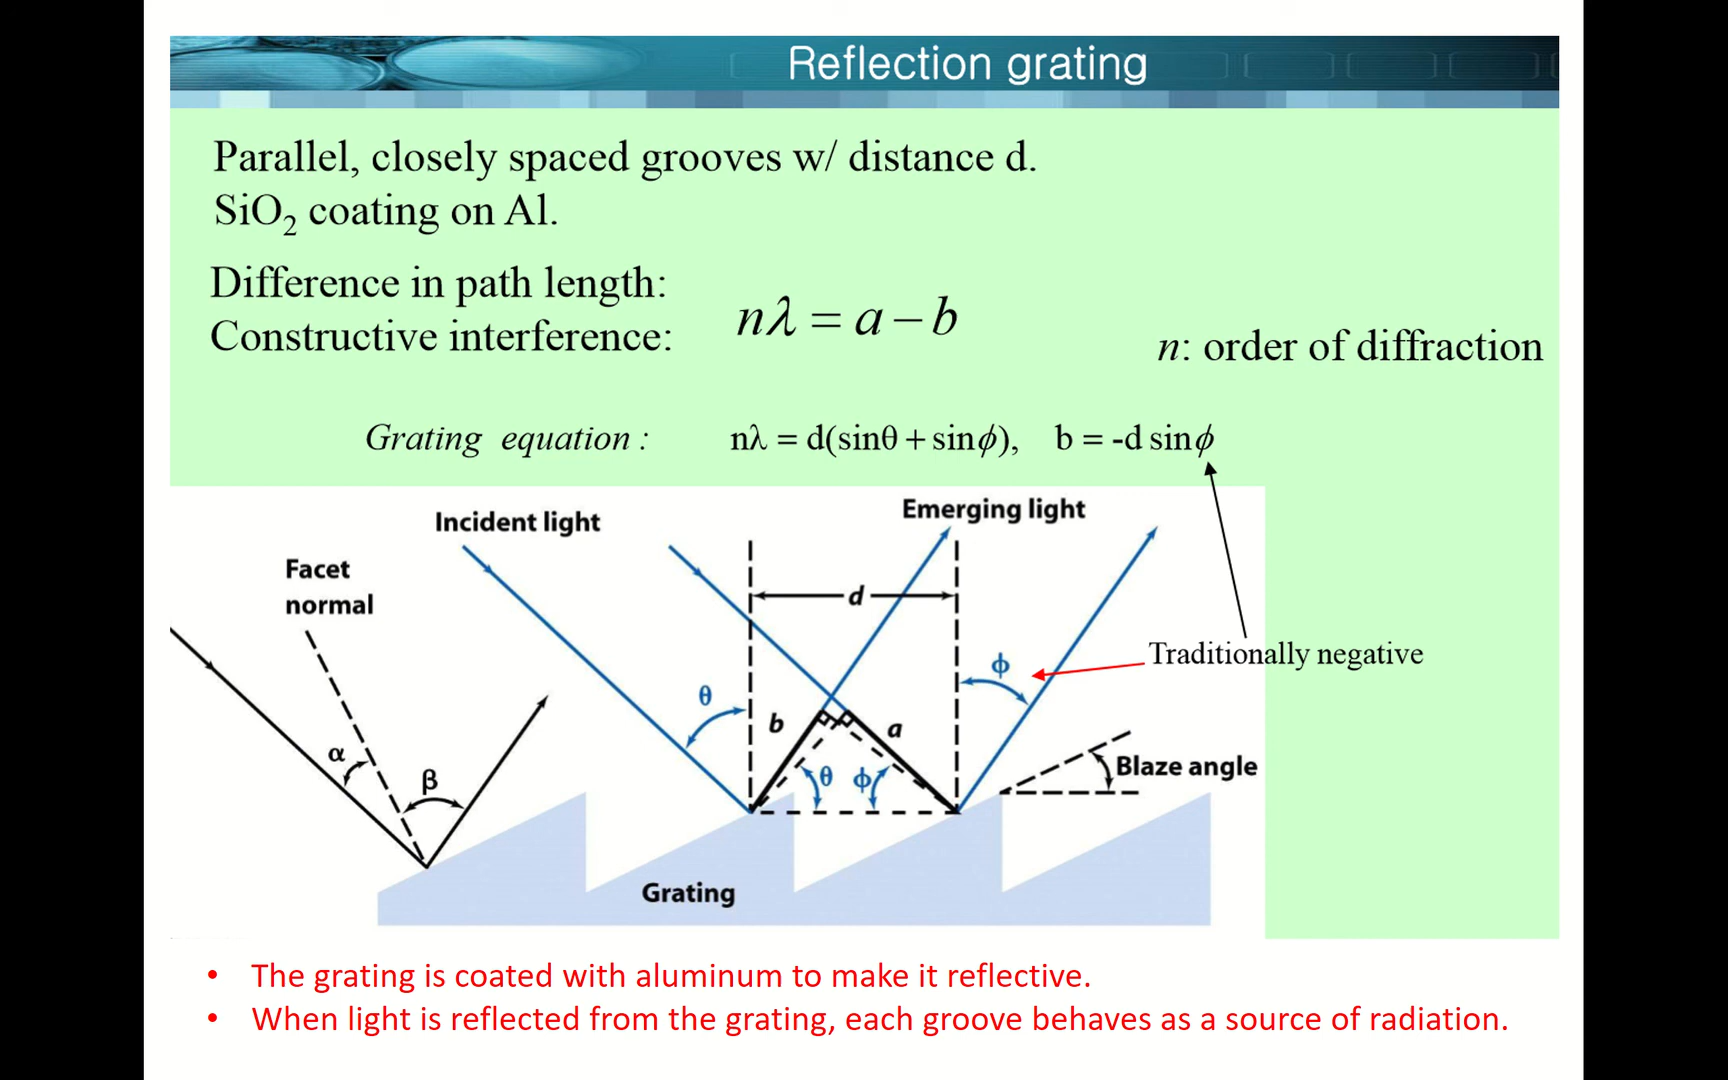 Reflection grating
Parallel, closely spaced grooves w/ distance d.
SiO₂ coating on Al.
Difference in path length:
Constructive interference:
nλ = a − b
n: order of diffraction
Grating equation : nλ = d(sinθ + sinϕ), b = -d sinϕ
Incident light
Emerging light
Facet
normal
d
Traditionally negative
ϕ
θ
b
a
α
β
θ ϕ
Blaze angle
Grating
• The grating is coated with aluminum to make it reflective.
• When light is reflected from the grating, each groove behaves as a source of radiation.